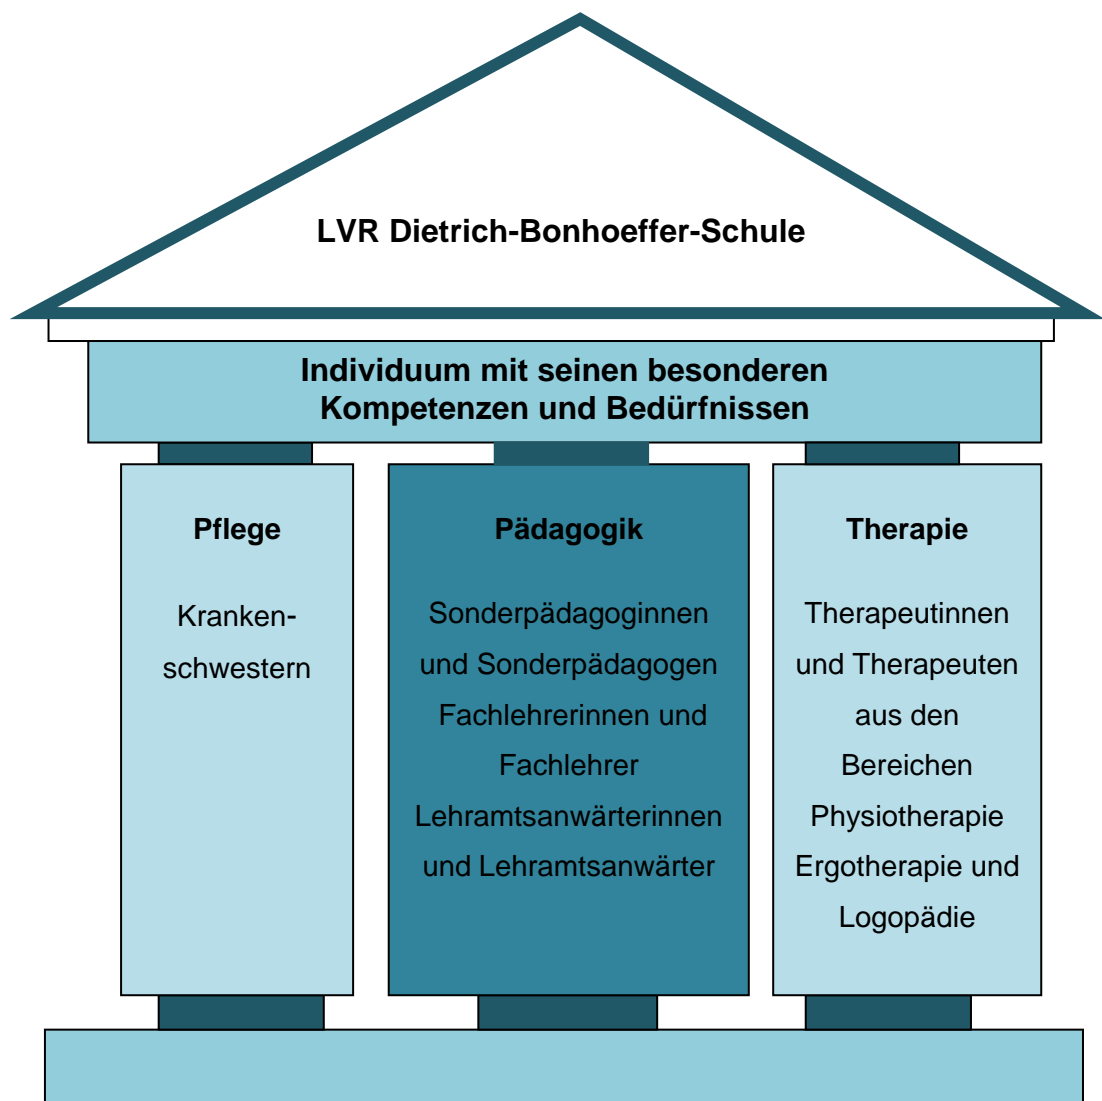 LVR Dietrich-Bonhoeffer-Schule
Individuum mit seinen besonderen
Kompetenzen und Bedürfnissen
Pflege
Kranken-
schwestern
Pädagogik
Sonderpädagoginnen
und Sonderpädagogen
Fachlehrerinnen und
Fachlehrer
Lehramtsanwärterinnen
und Lehramtsanwärter
Therapie
Therapeutinnen
und Therapeuten
aus den
Bereichen
Physiotherapie
Ergotherapie und
Logopädie